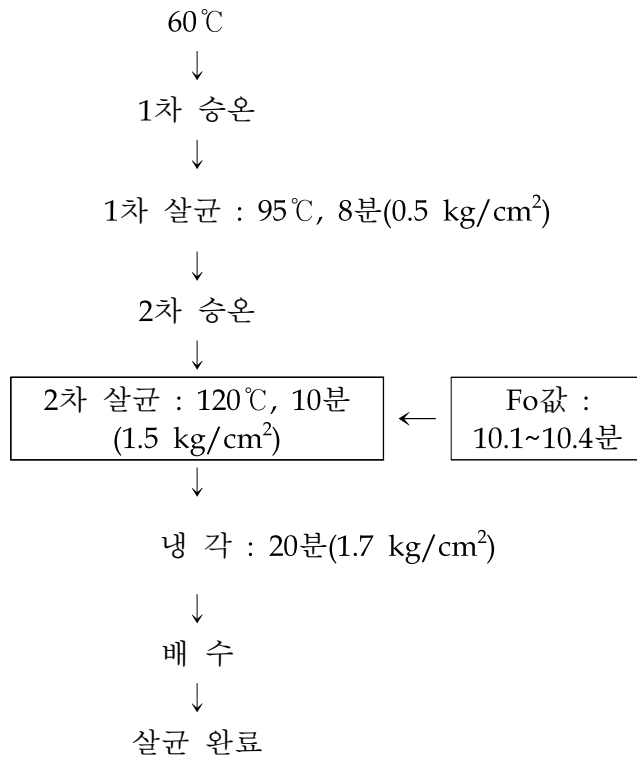 60℃
↓
1차 승온
↓
1차 살균 : 95℃, 8분(0.5 kg/cm²)
↓
2차 승온
↓
2차 살균 : 120℃, 10분
(1.5 kg/cm²)
←
Fo값 :
10.1~10.4분
↓
냉 각 : 20분(1.7 kg/cm²)
↓
배 수
↓
살균 완료